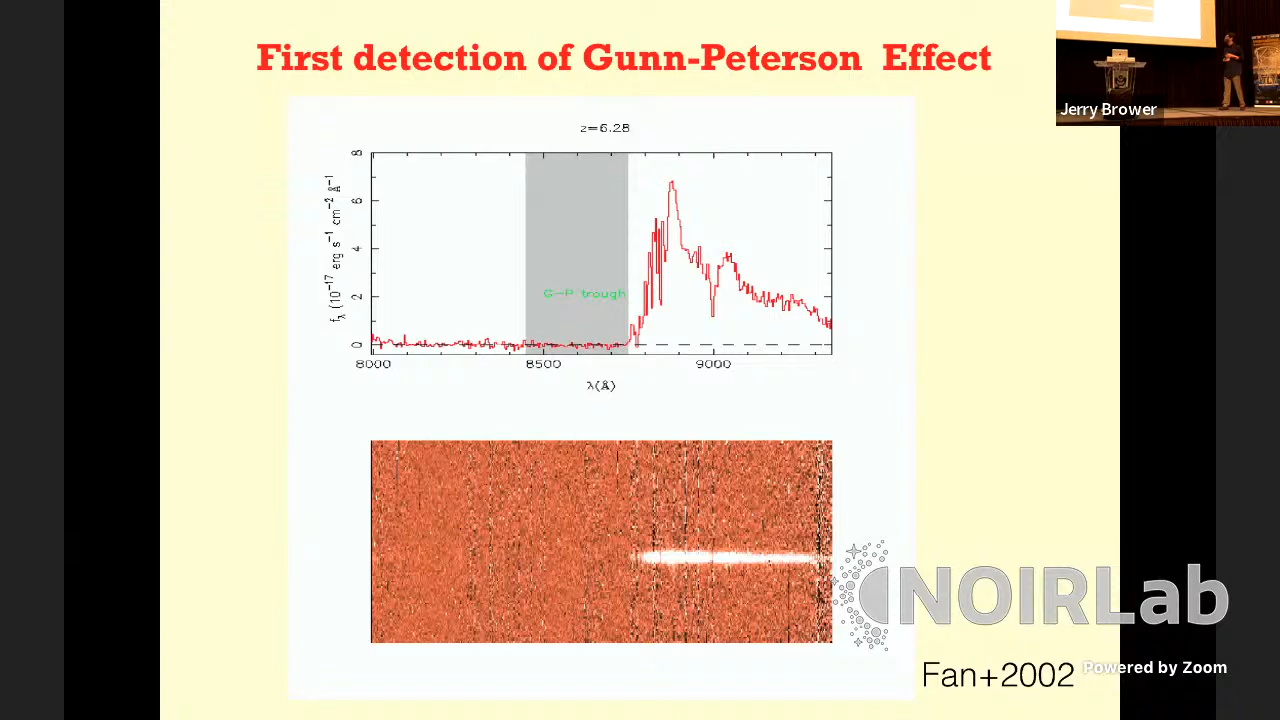 First detection of Gunn-Peterson Effect
Jerry Brower
z=6.28
8
6
4
2
0
f_λ (10⁻¹⁷ erg s⁻¹ cm⁻² Å⁻¹)
G-P trough
8000 8500 9000
λ(Å)
NOIRLab
Fan+2002
Powered by Zoom